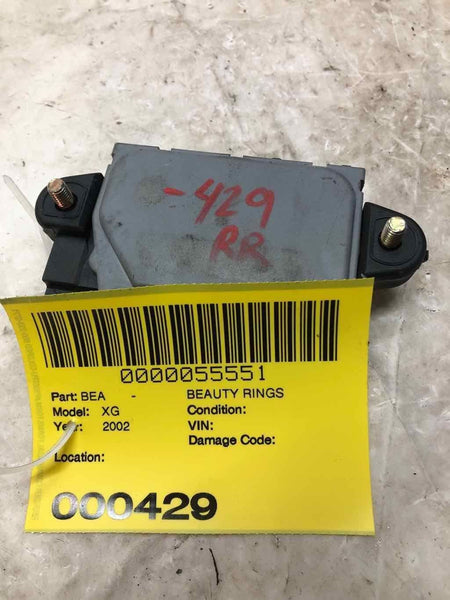 -429
RR
0000055551
Part: BEA - BEAUTY RINGS
Model: XG Condition:
Year: 2002 VIN:
Damage Code:
Location:
000429